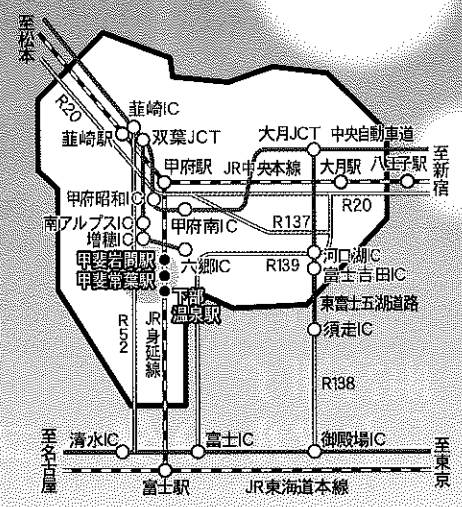 至松本
R20
韮崎IC
韮崎駅
双葉JCT
大月JCT
中央自動車道
甲府駅
JR中央本線
大月駅
八王子駅
至新宿
甲府昭和IC
R20
南アルプスIC
甲府南IC
R137
増穂IC
甲斐岩間駅
六郷IC
R139
河口湖IC
甲斐常葉駅
富士吉田IC
下部
温泉駅
東富士五湖道路
R52
JR身延線
須走IC
R138
至名古屋
清水IC
富士IC
御殿場IC
至東京
富士駅
JR東海道本線